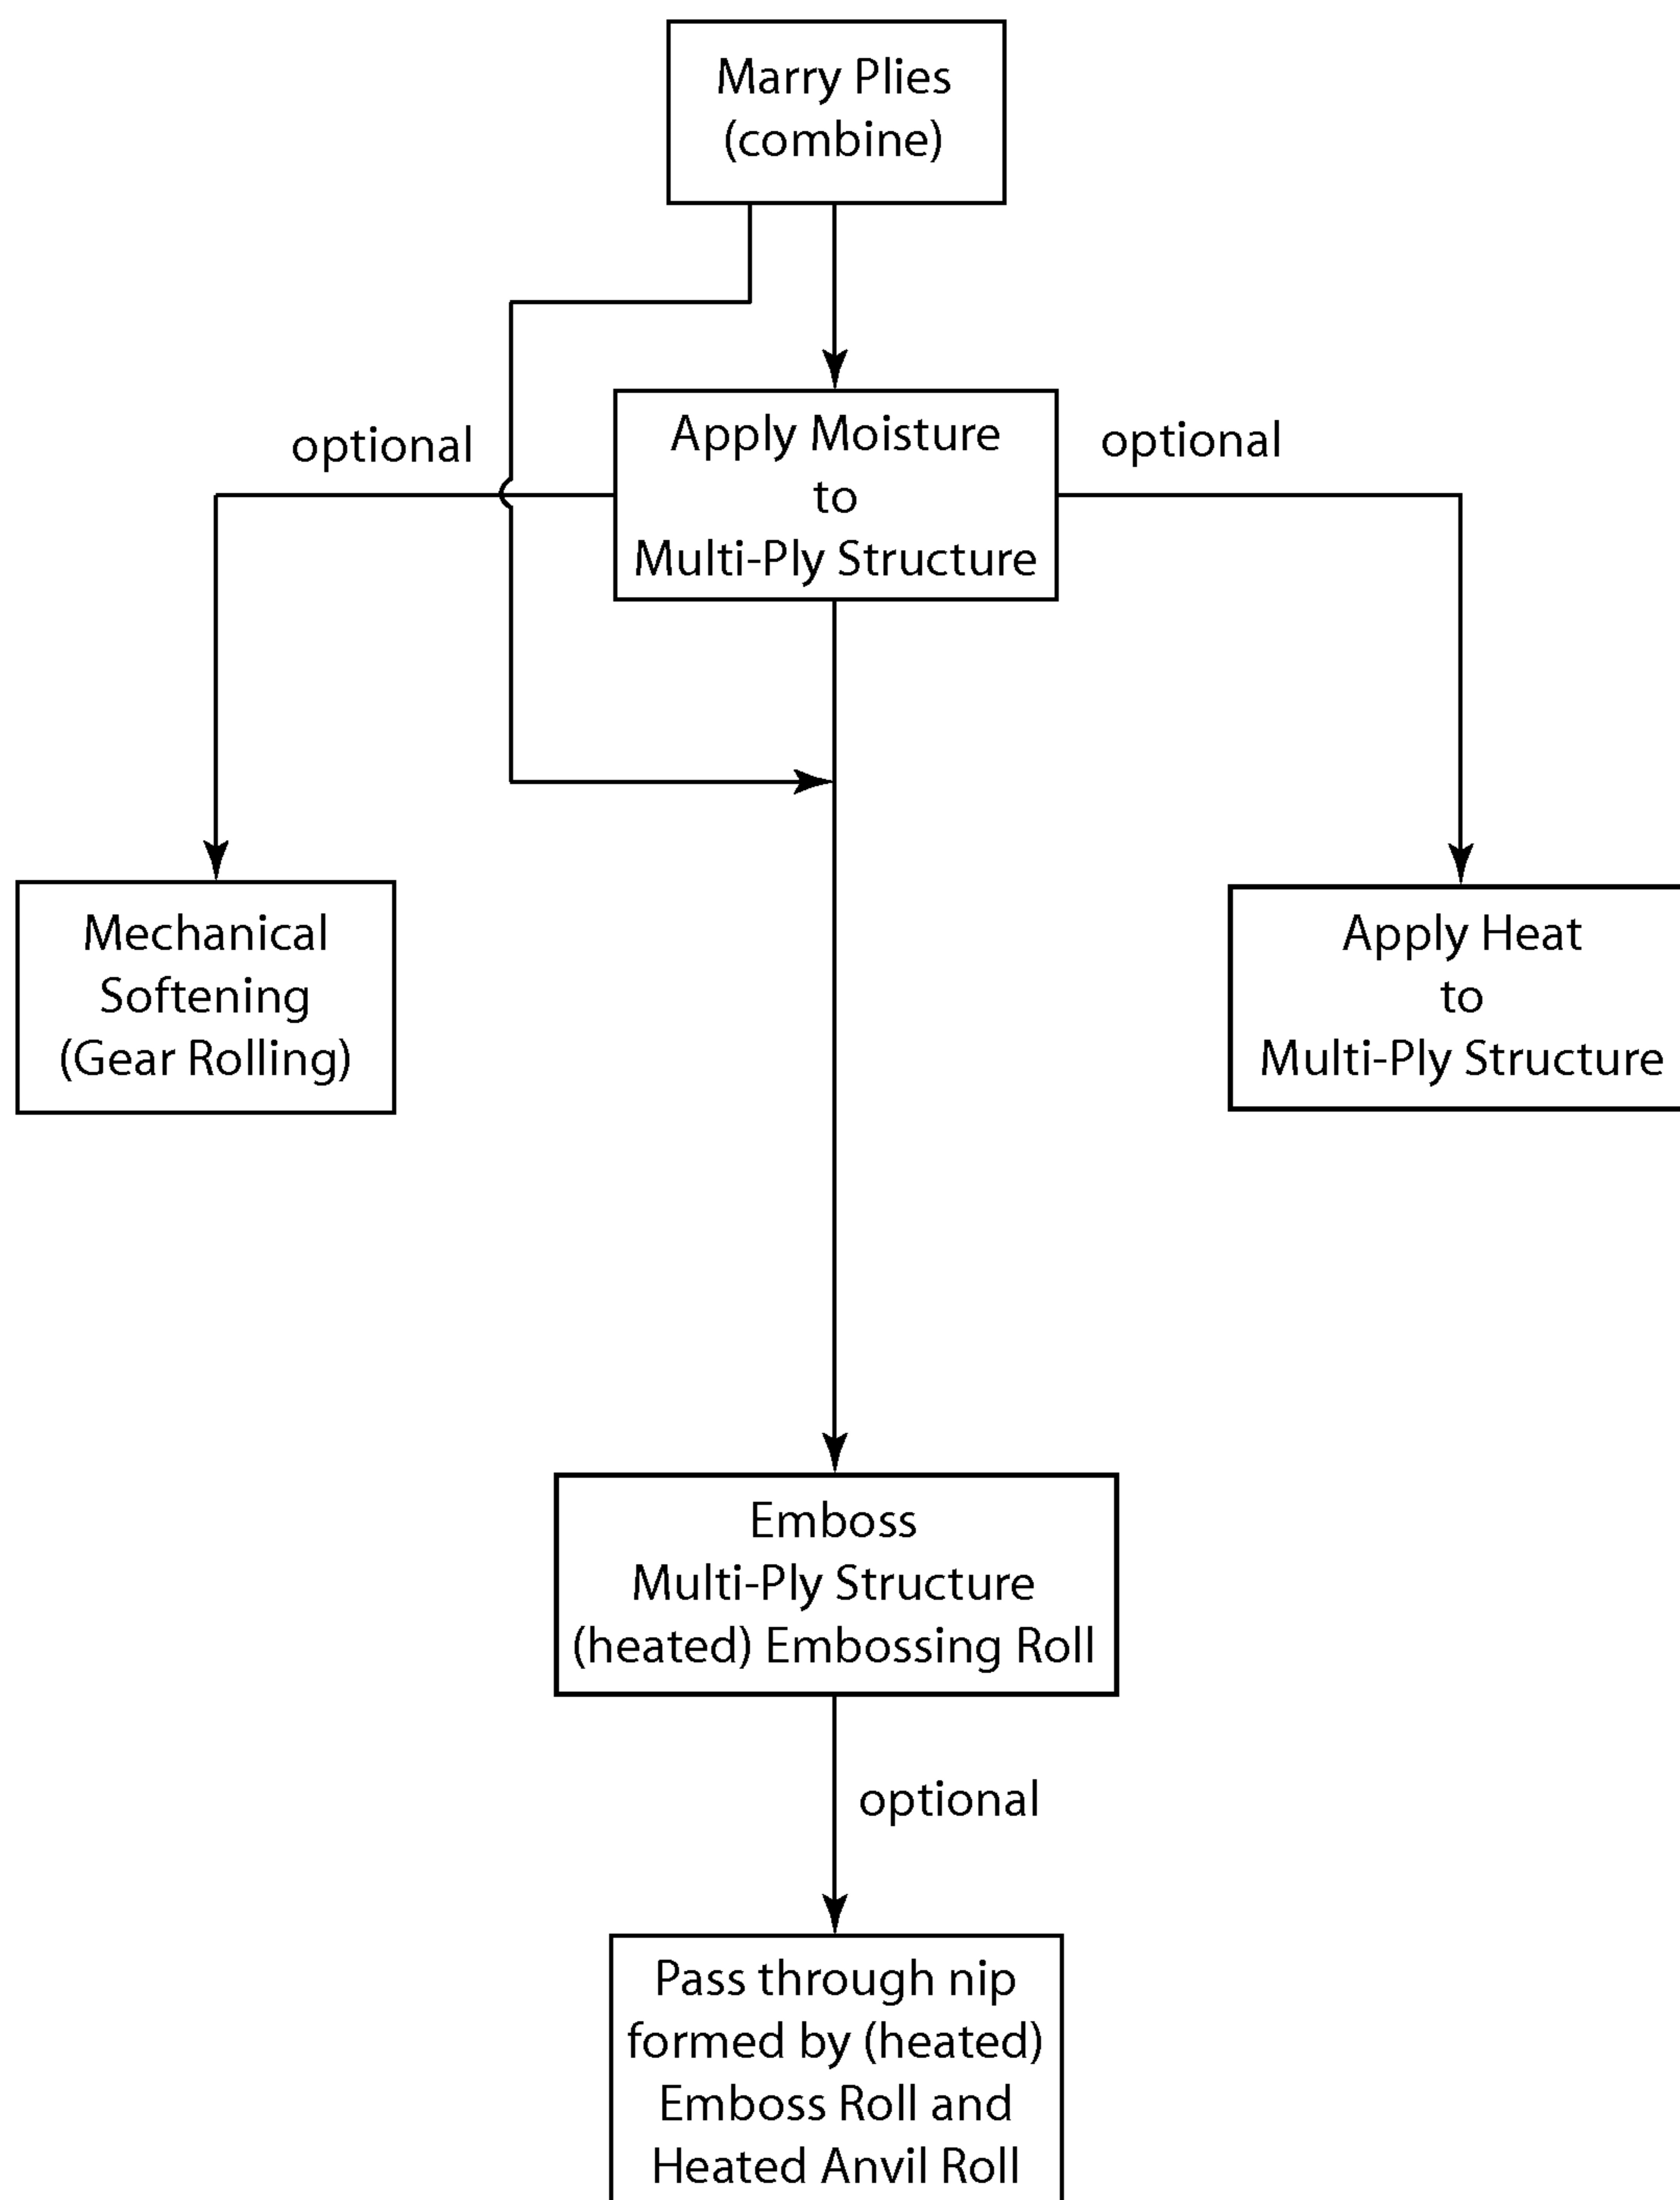 Marry Plies
(combine)
optional
Apply Moisture
to
Multi-Ply Structure
optional
Mechanical
Softening
(Gear Rolling)
Apply Heat
to
Multi-Ply Structure
Emboss
Multi-Ply Structure
(heated) Embossing Roll
optional
Pass through nip
formed by (heated)
Emboss Roll and
Heated Anvil Roll